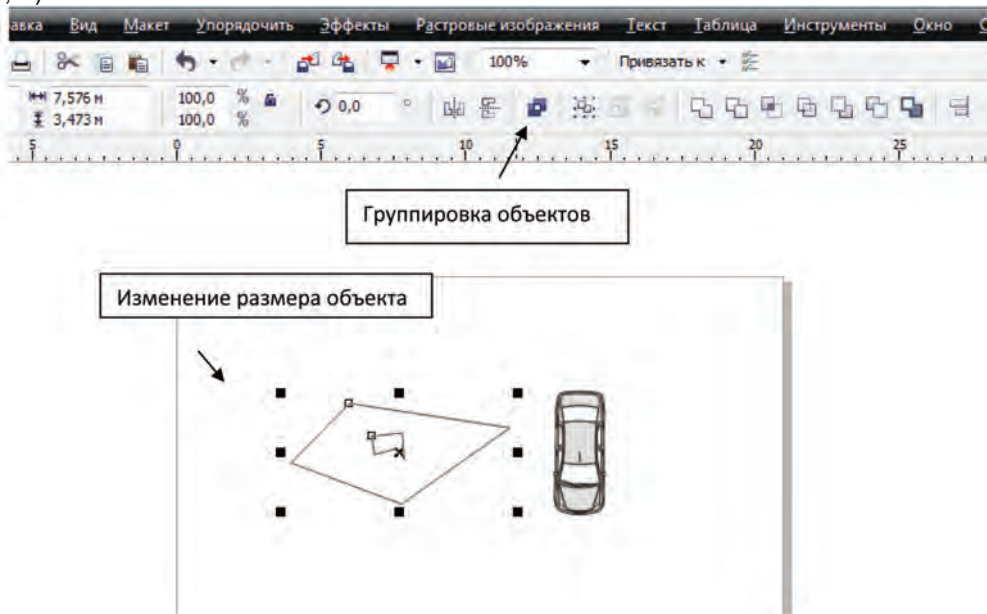 авка Вид Макет Упорядочить Эффекты Растровые изображения Текст Таблица Инструменты Окно
100% Привязать к
7,576 м 100,0 % 0,0 °
3,473 м 100,0 %
5 0 5 10 15 20 25
Группировка объектов
Изменение размера объекта